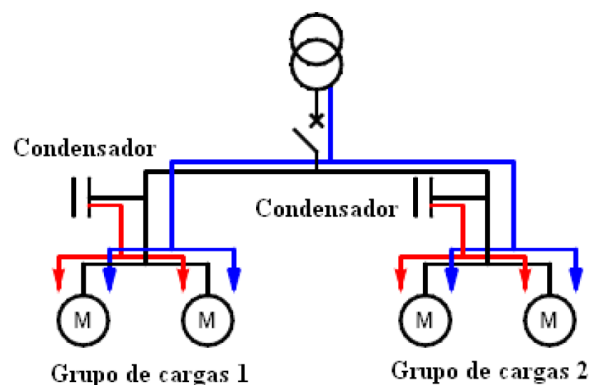 Condensador
Condensador
M
M
M
M
Grupo de cargas 1
Grupo de cargas 2